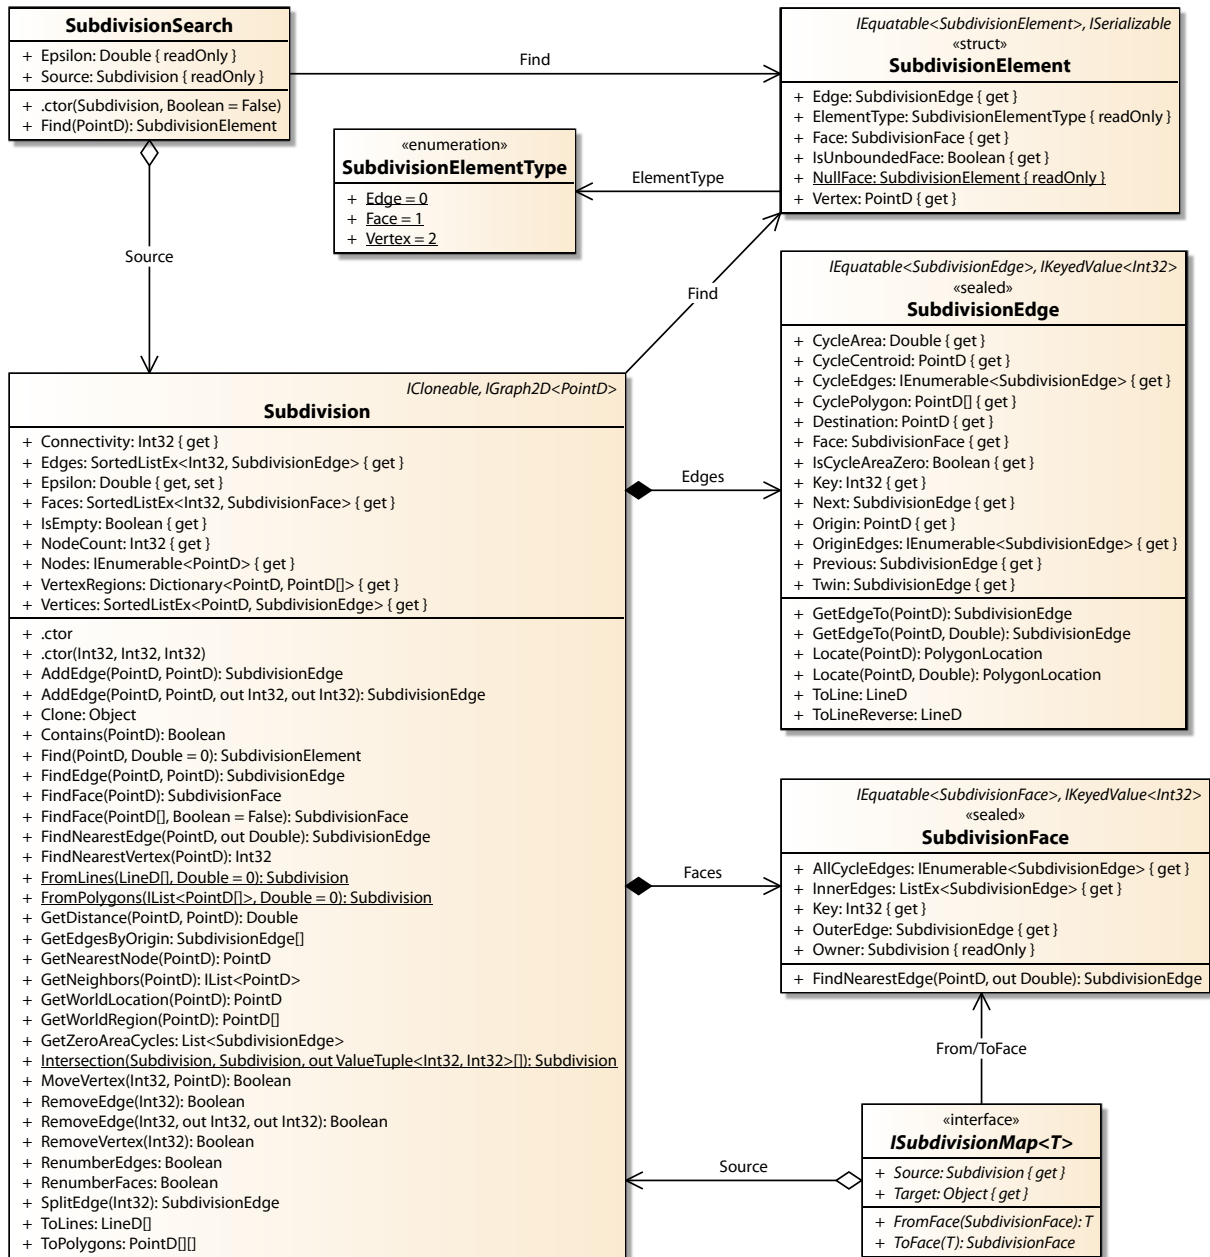 SubdivisionSearch
+ Epsilon: Double { readOnly }
+ Source: Subdivision { readOnly }
+ .ctor(Subdivision, Boolean = False)
+ Find(PointD): SubdivisionElement
Find
IEquatable<SubdivisionElement>, ISerializable
«struct»
SubdivisionElement
+ Edge: SubdivisionEdge { get }
+ ElementType: SubdivisionElementType { readOnly }
+ Face: SubdivisionFace { get }
+ IsUnboundedFace: Boolean { get }
+ NullFace: SubdivisionElement { readOnly }
+ Vertex: PointD { get }
«enumeration»
SubdivisionElementType
+ Edge = 0
+ Face = 1
+ Vertex = 2
ElementType
Source
Find
IEquatable<SubdivisionEdge>, IKeyedValue<Int32>
«sealed»
SubdivisionEdge
+ CycleArea: Double { get }
+ CycleCentroid: PointD { get }
+ CycleEdges: IEnumerable<SubdivisionEdge> { get }
+ CyclePolygon: PointD[] { get }
+ Destination: PointD { get }
+ Face: SubdivisionFace { get }
+ IsCycleAreaZero: Boolean { get }
+ Key: Int32 { get }
+ Next: SubdivisionEdge { get }
+ Origin: PointD { get }
+ OriginEdges: IEnumerable<SubdivisionEdge> { get }
+ Previous: SubdivisionEdge { get }
+ Twin: SubdivisionEdge { get }
+ GetEdgeTo(PointD): SubdivisionEdge
+ GetEdgeTo(PointD, Double): SubdivisionEdge
+ Locate(PointD): PolygonLocation
+ Locate(PointD, Double): PolygonLocation
+ ToLine: LineD
+ ToLineReverse: LineD
ICloneable, IGraph2D<PointD>
Subdivision
+ Connectivity: Int32 { get }
+ Edges: SortedListEx<Int32, SubdivisionEdge> { get }
+ Epsilon: Double { get, set }
+ Faces: SortedListEx<Int32, SubdivisionFace> { get }
+ IsEmpty: Boolean { get }
+ NodeCount: Int32 { get }
+ Nodes: IEnumerable<PointD> { get }
+ VertexRegions: Dictionary<PointD, PointD[]> { get }
+ Vertices: SortedListEx<PointD, SubdivisionEdge> { get }
+ .ctor
+ .ctor(Int32, Int32, Int32)
+ AddEdge(PointD, PointD): SubdivisionEdge
+ AddEdge(PointD, PointD, out Int32, out Int32): SubdivisionEdge
+ Clone: Object
+ Contains(PointD): Boolean
+ Find(PointD, Double = 0): SubdivisionElement
+ FindEdge(PointD, PointD): SubdivisionEdge
+ FindFace(PointD): SubdivisionFace
+ FindFace(PointD[], Boolean = False): SubdivisionFace
+ FindNearestEdge(PointD, out Double): SubdivisionEdge
+ FindNearestVertex(PointD): Int32
+ FromLines(LineD[], Double = 0): Subdivision
+ FromPolygons(IList<PointD[]>, Double = 0): Subdivision
+ GetDistance(PointD, PointD): Double
+ GetEdgesByOrigin: SubdivisionEdge[]
+ GetNearestNode(PointD): PointD
+ GetNeighbors(PointD): IList<PointD>
+ GetWorldLocation(PointD): PointD
+ GetWorldRegion(PointD): PointD[]
+ GetZeroAreaCycles: List<SubdivisionEdge>
+ Intersection(Subdivision, Subdivision, out ValueTuple<Int32, Int32>[]): Subdivision
+ MoveVertex(Int32, PointD): Boolean
+ RemoveEdge(Int32): Boolean
+ RemoveEdge(Int32, out Int32, out Int32): Boolean
+ RemoveVertex(Int32): Boolean
+ RenumberEdges: Boolean
+ RenumberFaces: Boolean
+ SplitEdge(Int32): SubdivisionEdge
+ ToLines: LineD[]
+ ToPolygons: PointD[][]
Edges
Faces
IEquatable<SubdivisionFace>, IKeyedValue<Int32>
«sealed»
SubdivisionFace
+ AllCycleEdges: IEnumerable<SubdivisionEdge> { get }
+ InnerEdges: ListEx<SubdivisionEdge> { get }
+ Key: Int32 { get }
+ OuterEdge: SubdivisionEdge { get }
+ Owner: Subdivision { readOnly }
+ FindNearestEdge(PointD, out Double): SubdivisionEdge
From/ToFace
Source
«interface»
ISubdivisionMap<T>
+ Source: Subdivision { get }
+ Target: Object { get }
+ FromFace(SubdivisionFace): T
+ ToFace(T): SubdivisionFace